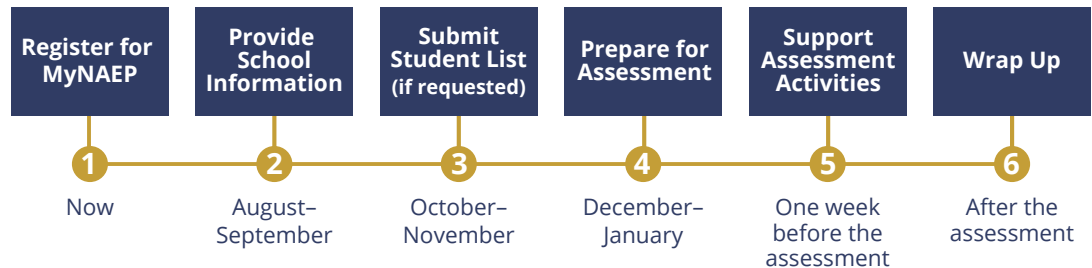 Register for
MyNAEP
Provide
School
Information
Submit
Student List
(if requested)
Prepare for
Assessment
Support
Assessment
Activities
Wrap Up
1
2
3
4
5
6
Now
August–
September
October–
November
December–
January
One week
before the
assessment
After the
assessment